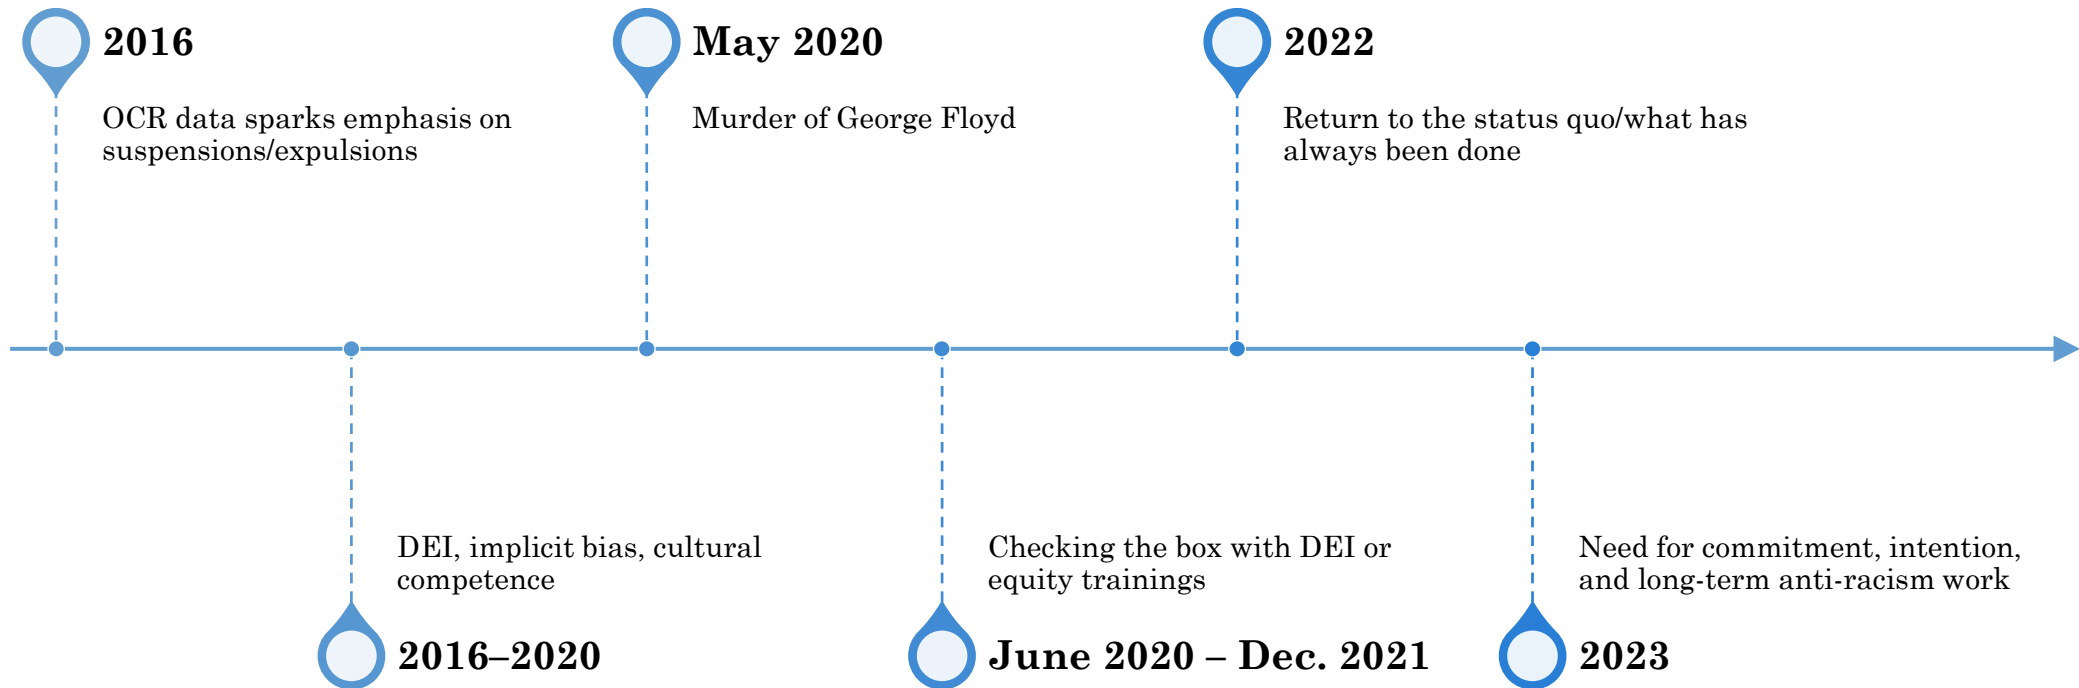 2016
OCR data sparks emphasis on
suspensions/expulsions
May 2020
Murder of George Floyd
2022
Return to the status quo/what has
always been done
DEI, implicit bias, cultural
competence
2016–2020
Checking the box with DEI or
equity trainings
June 2020 – Dec. 2021
Need for commitment, intention,
and long-term anti-racism work
2023